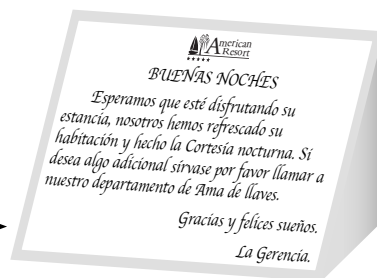 American
Resort
BUENAS NOCHES
Esperamos que esté disfrutando su
estancia, nosotros hemos refrescado su
habitación y hecho la Cortesía nocturna. Si
desea algo adicional sírvase por favor llamar a
nuestro departamento de Ama de llaves.
Gracias y felices sueños.
La Gerencia.